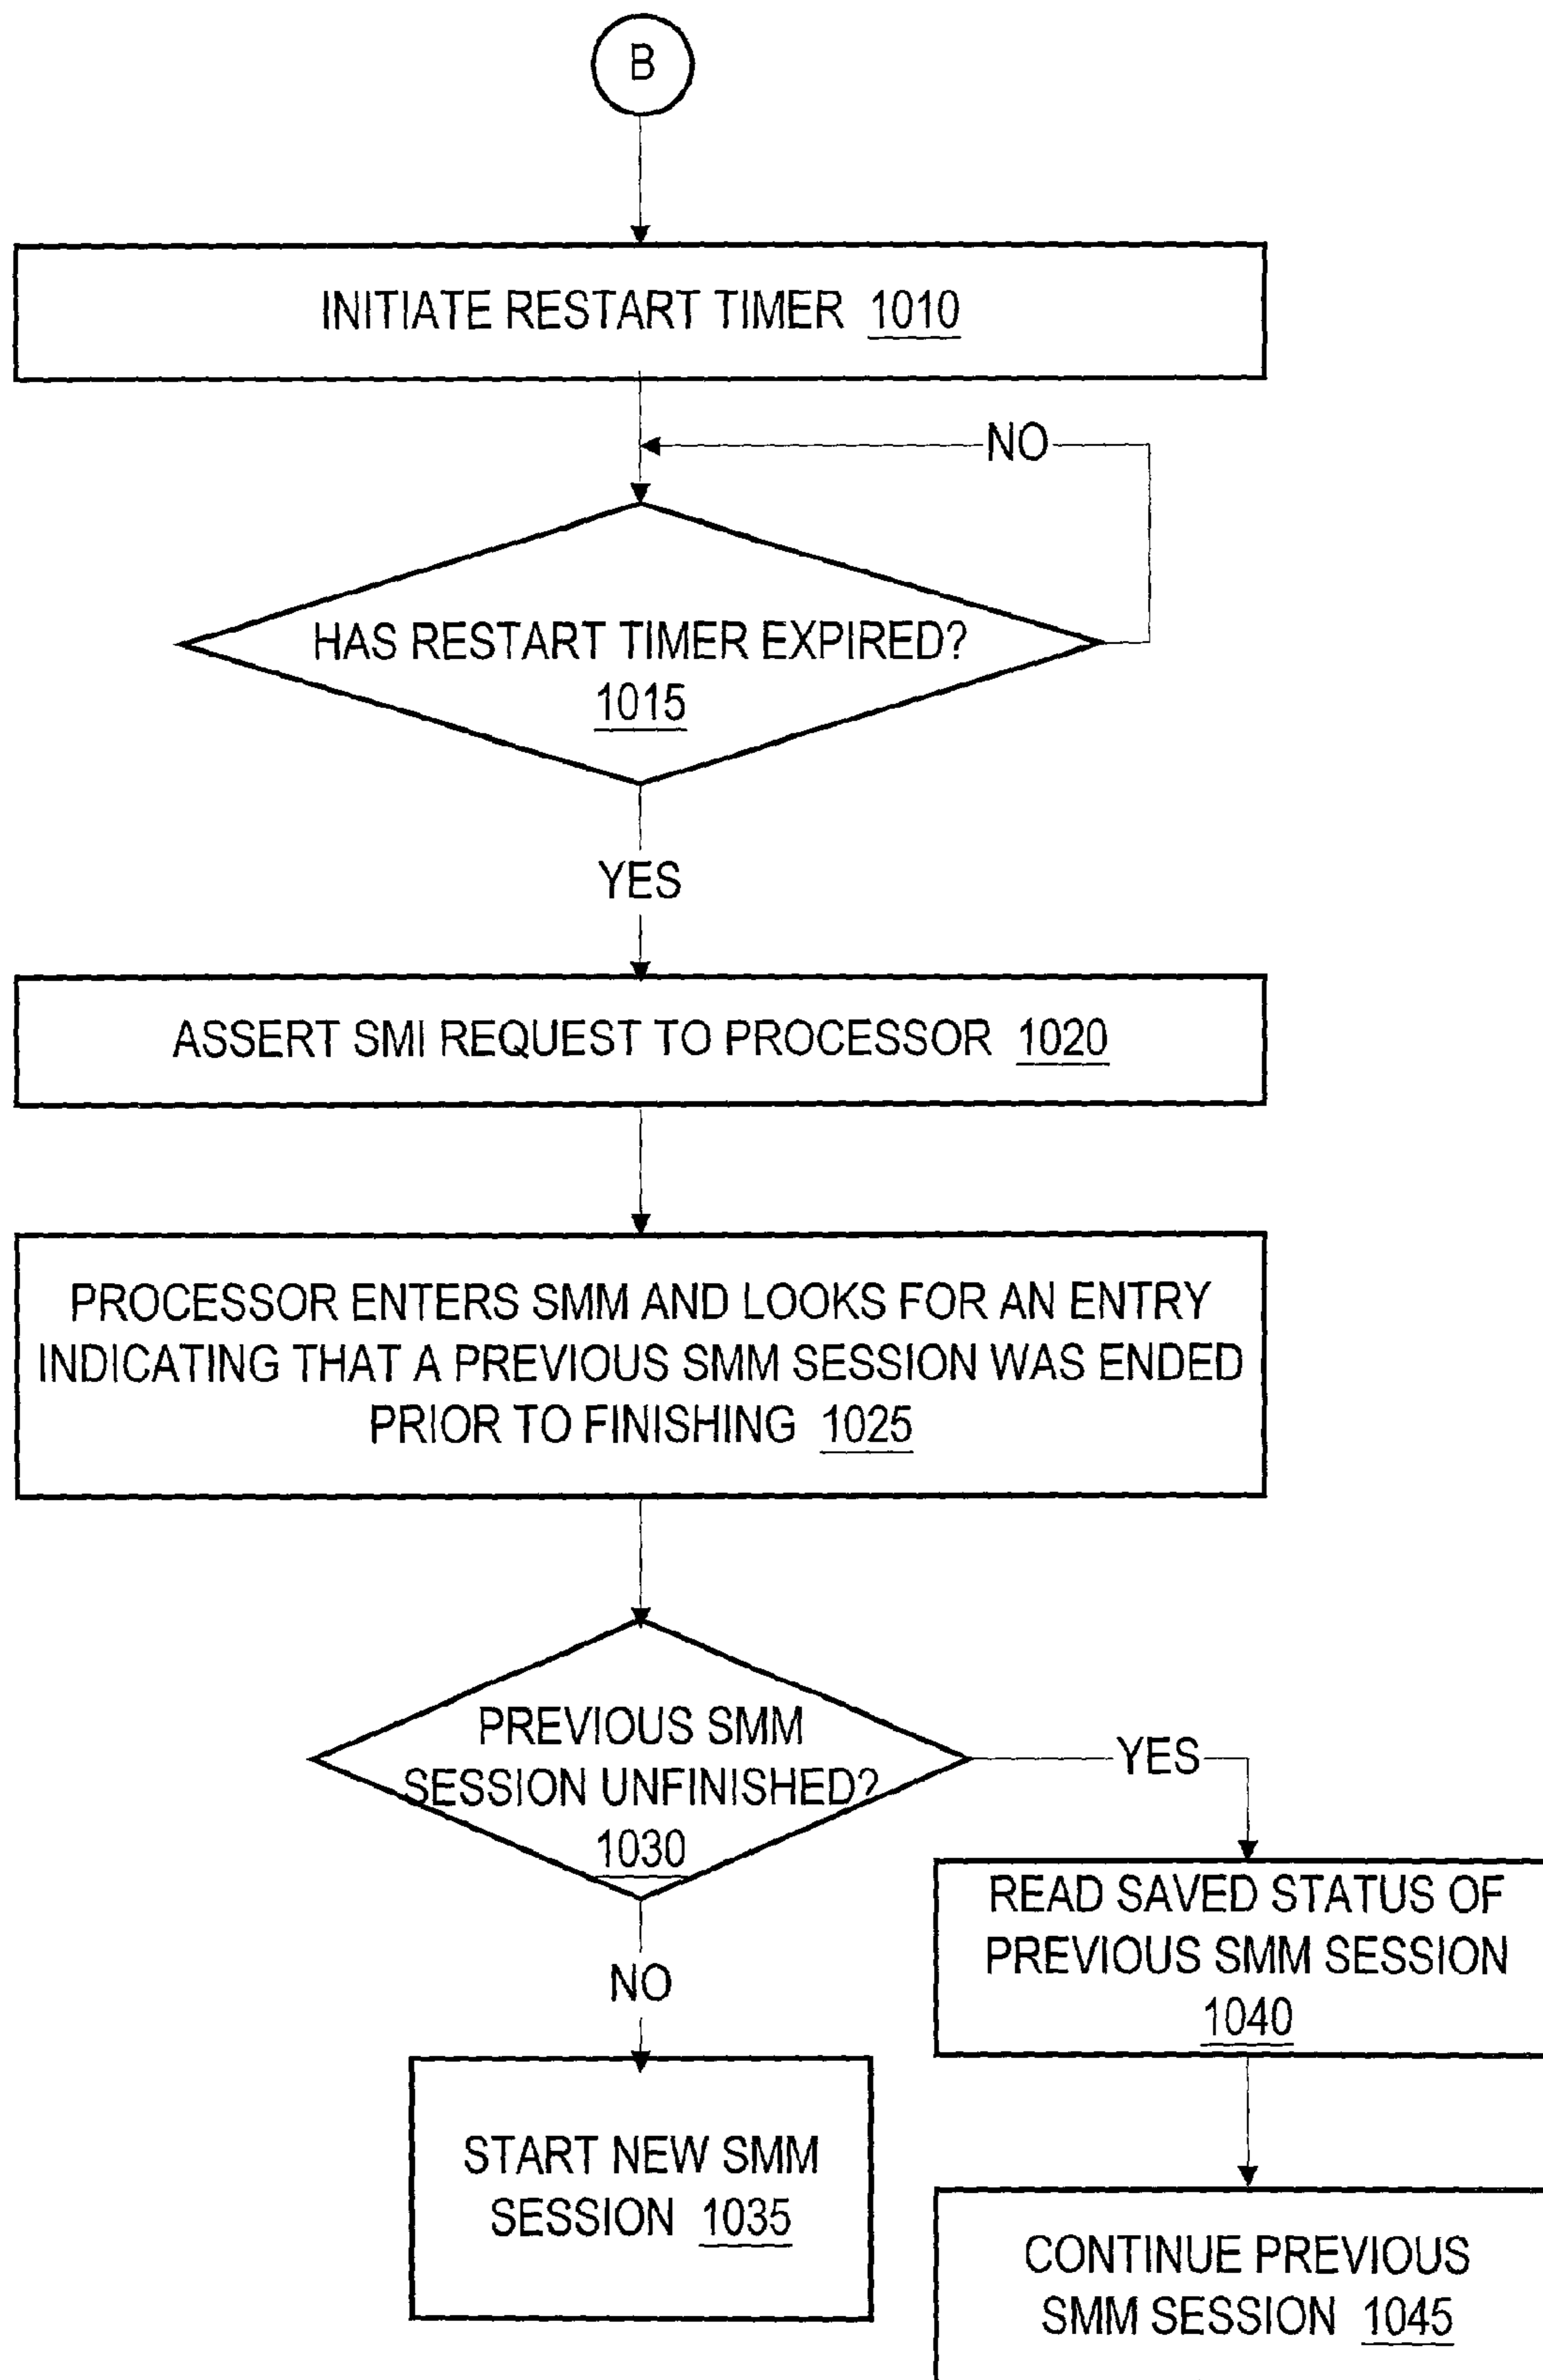 B
INITIATE RESTART TIMER 1010
NO
HAS RESTART TIMER EXPIRED?
1015
YES
ASSERT SMI REQUEST TO PROCESSOR 1020
PROCESSOR ENTERS SMM AND LOOKS FOR AN ENTRY
INDICATING THAT A PREVIOUS SMM SESSION WAS ENDED
PRIOR TO FINISHING 1025
PREVIOUS SMM
SESSION UNFINISHED?
1030
YES
NO
READ SAVED STATUS OF
PREVIOUS SMM SESSION
1040
START NEW SMM
SESSION 1035
CONTINUE PREVIOUS
SMM SESSION 1045